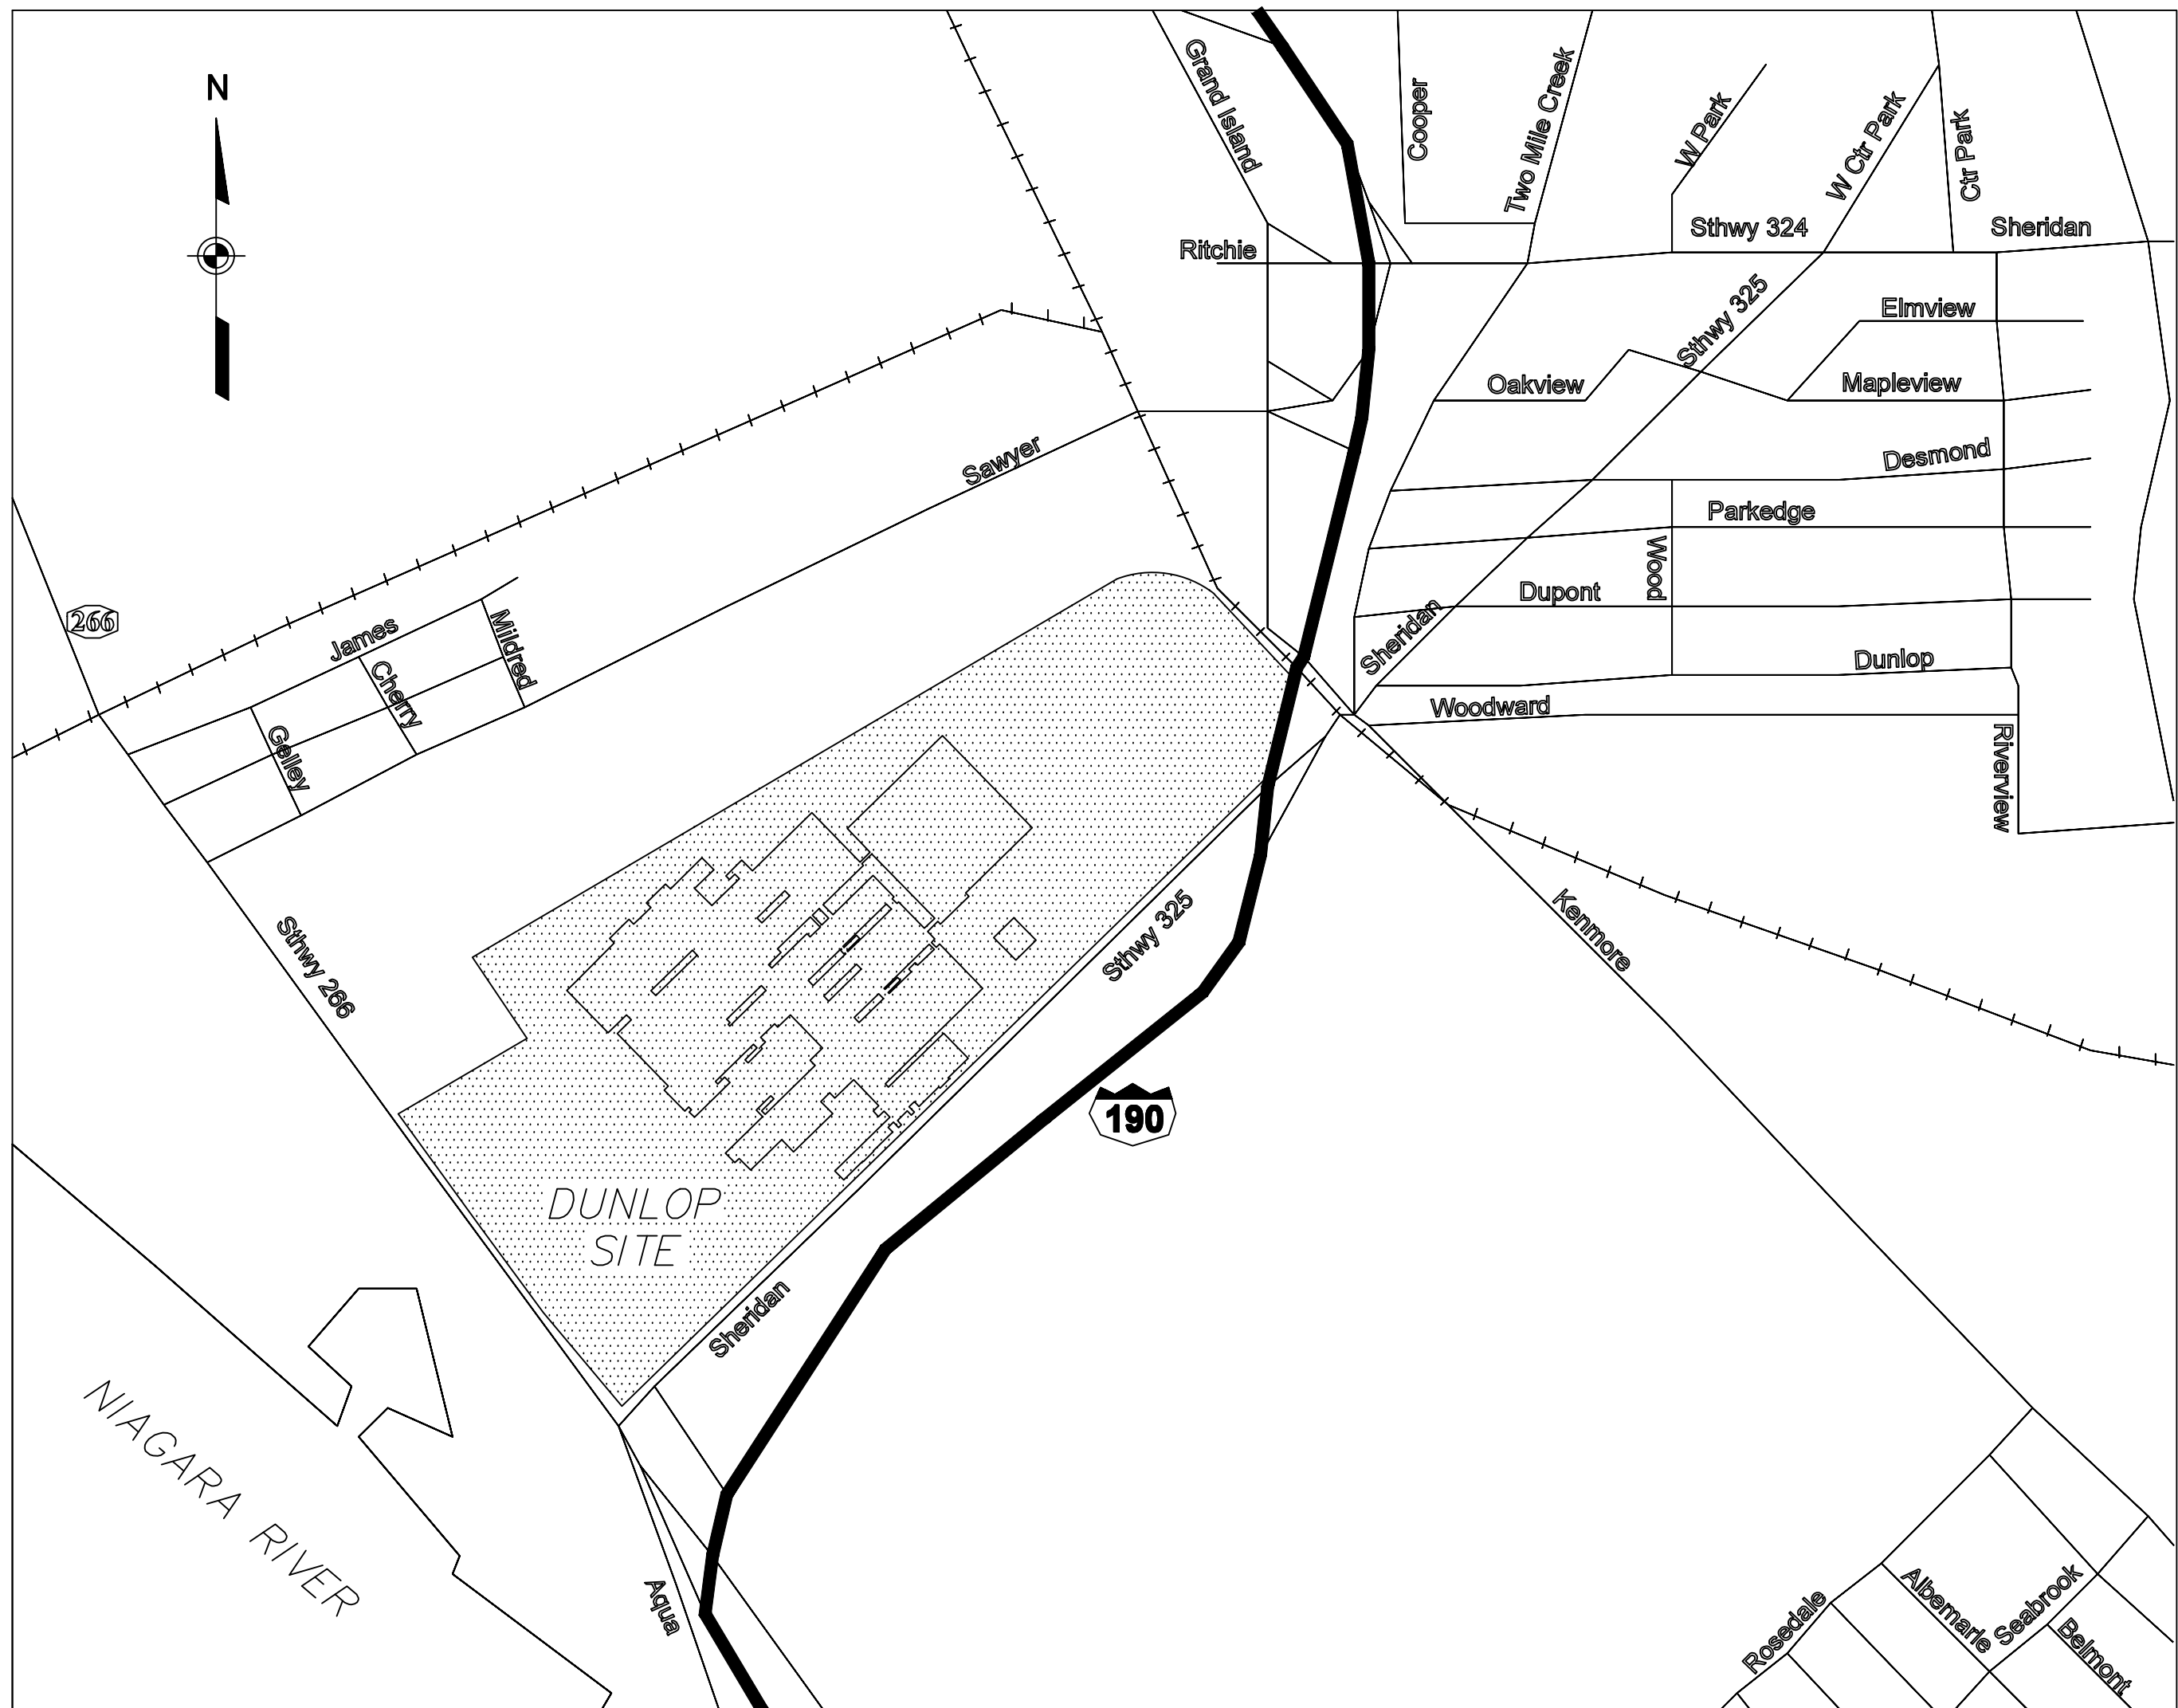 N
Grand Island
Cooper
Two Mile Creek
W Park
W Ctr Park
Ctr Park
Ritchie
Sthwy 324
Sheridan
Elmview
Sthwy 325
Oakview
Mapleview
Sawyer
Desmond
Parkedge
Wood
266
James
Mildred
Dupont
Sheridan
Cherry
Dunlop
Woodward
Gelley
Riverview
Sthwy 266
Sthwy 325
Kenmore
190
DUNLOP
SITE
Sheridan
NIAGARA RIVER
Aqua
Rosedale
Albemarle
Seabrook
Belmont